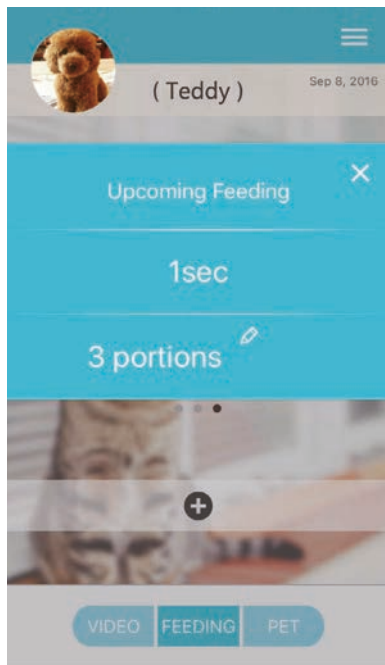 ( Teddy )
Sep 8, 2016
Upcoming Feeding
1sec
3 portions
VIDEO FEEDING PET